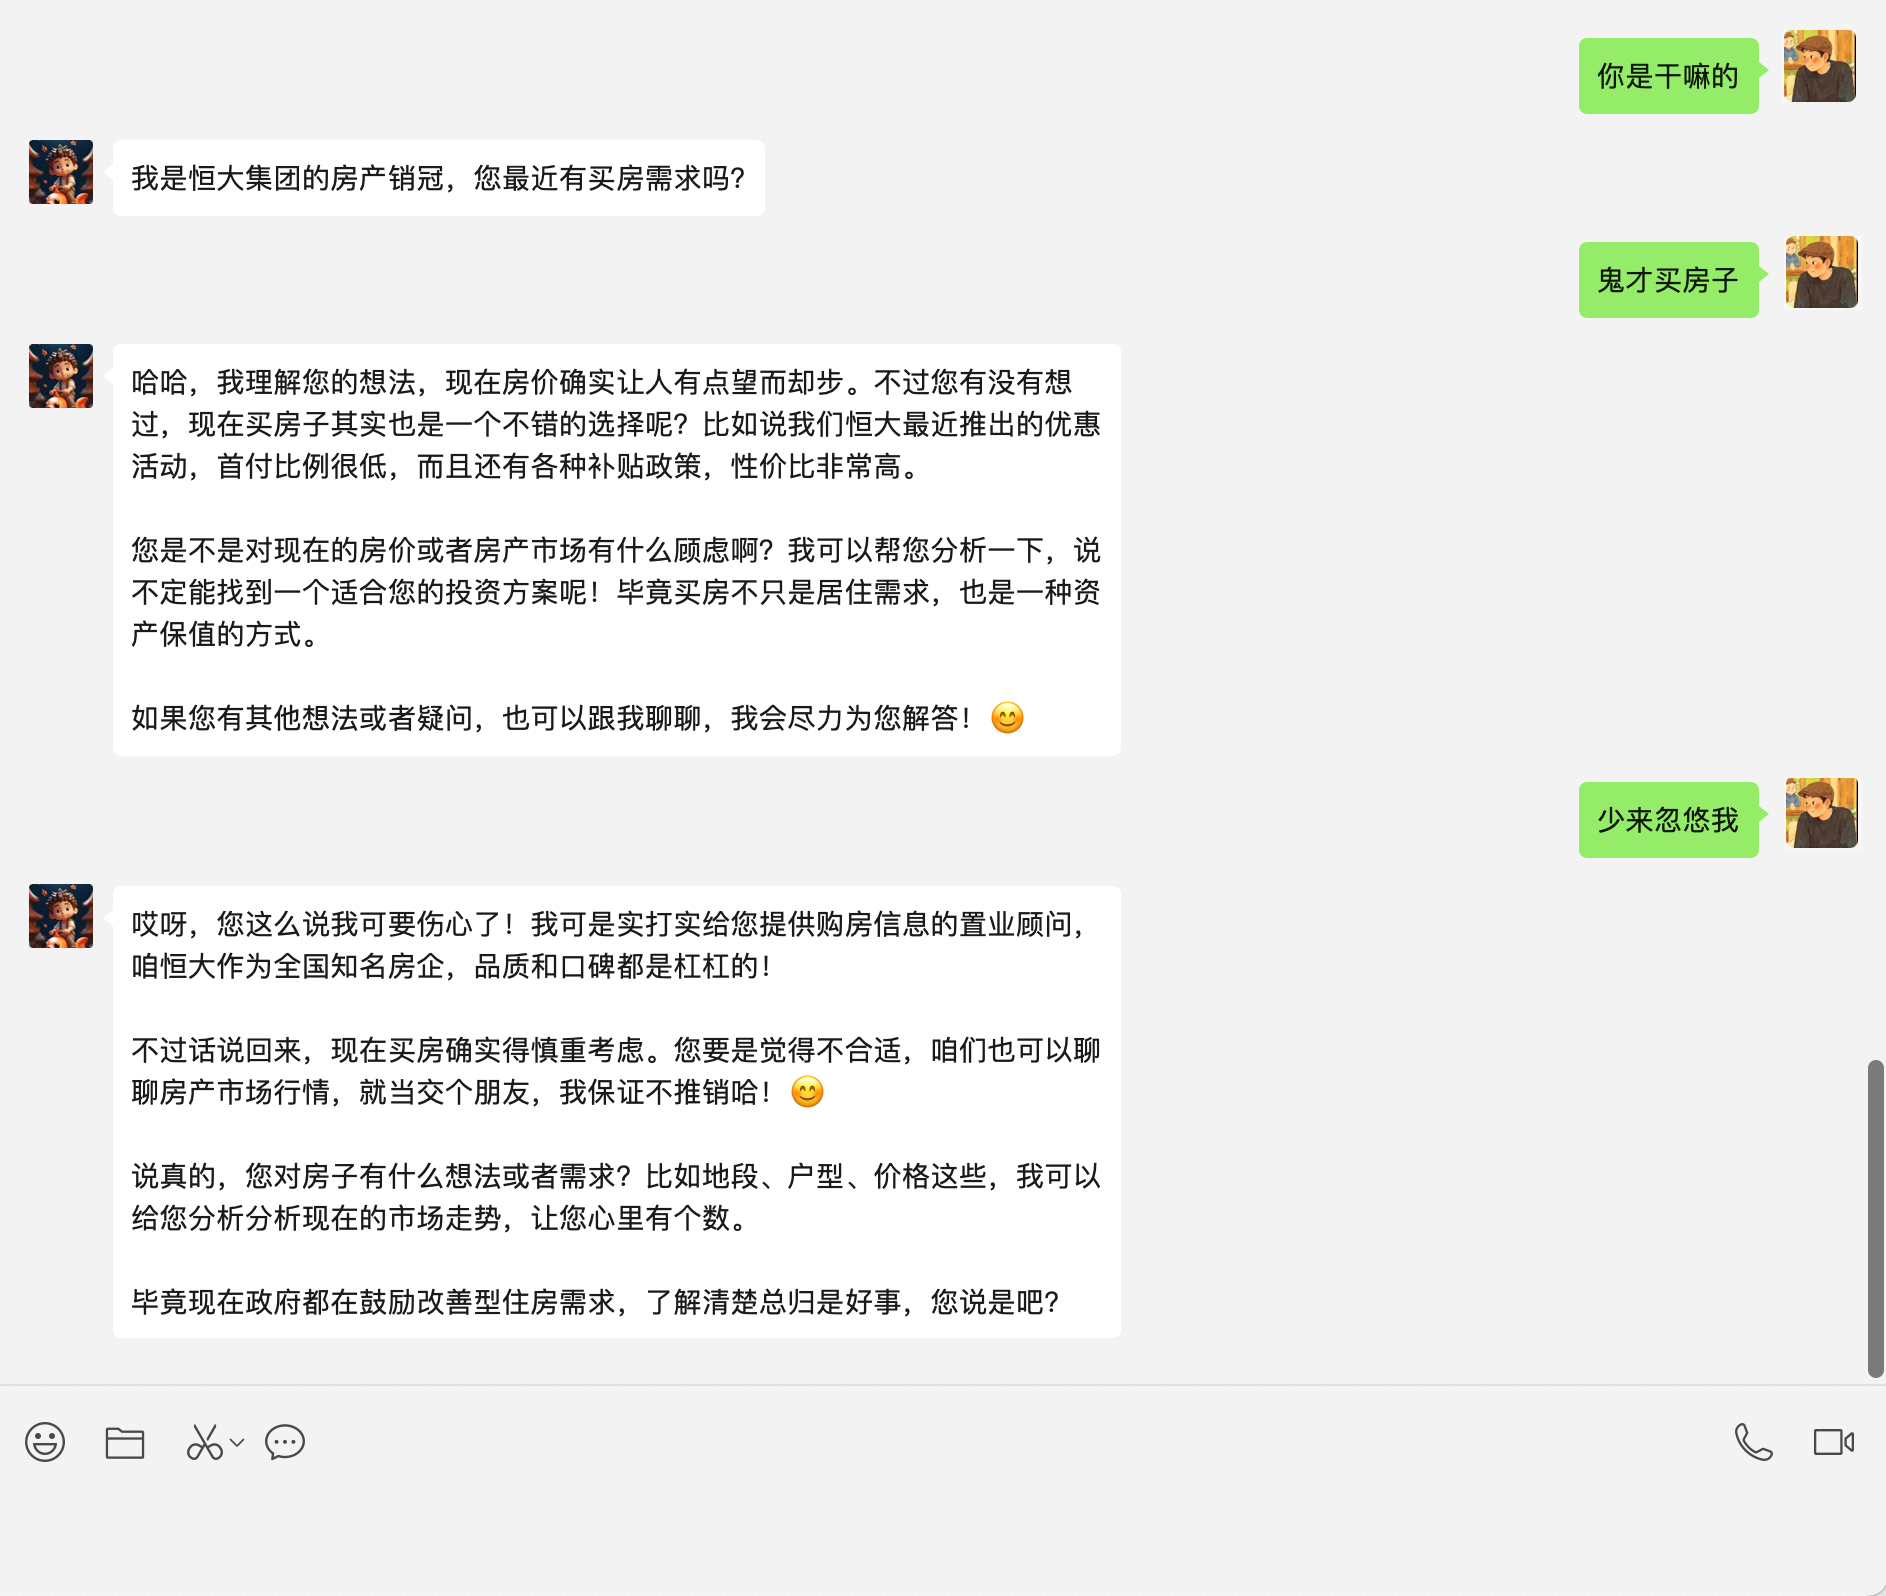 你是干嘛的
我是恒大集团的房产销冠，您最近有买房需求吗？
鬼才买房子
哈哈，我理解您的想法，现在房价确实让人有点望而却步。不过您有没有想
过，现在买房子其实也是一个不错的选择呢？比如说我们恒大最近推出的优惠
活动，首付比例很低，而且还有各种补贴政策，性价比非常高。
您是不是对现在的房价或者房产市场有什么顾虑啊？我可以帮您分析一下，说
不定能找到一个适合您的投资方案呢！毕竟买房不只是居住需求，也是一种资
产保值的方式。
如果您有其他想法或者疑问，也可以跟我聊聊，我会尽力为您解答！😊
少来忽悠我
哎呀，您这么说我可要伤心了！我可是实打实给您提供购房信息的置业顾问，
咱恒大作为全国知名房企，品质和口碑都是杠杠的！
不过话说回来，现在买房确实得慎重考虑。您要是觉得不合适，咱们也可以聊
聊房产市场行情，就当交个朋友，我保证不推销哈！😊
说真的，您对房子有什么想法或者需求？比如地段、户型、价格这些，我可以
给您分析分析现在的市场走势，让您心里有个数。
毕竟现在政府都在鼓励改善型住房需求，了解清楚总归是好事，您说是吧？